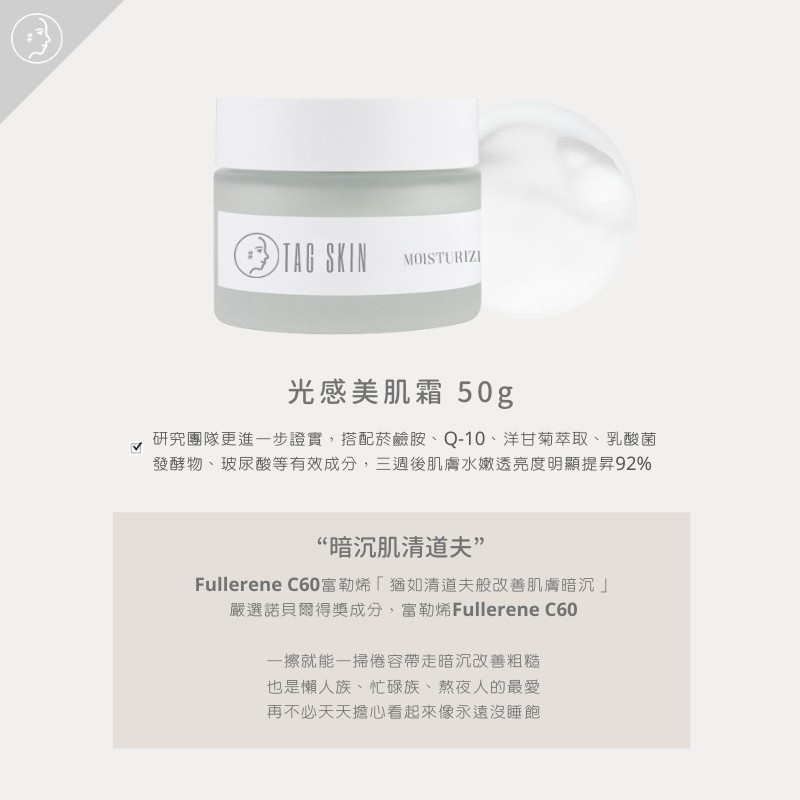 #
# TAG SKIN
MOISTURIZI
光感美肌霜 50g
研究團隊更進一步證實，搭配菸鹼胺、Q-10、洋甘菊萃取、乳酸菌
發酵物、玻尿酸等有效成分，三週後肌膚水嫩透亮度明顯提昇92%
“暗沉肌清道夫”
Fullerene C60富勒烯「 猶如清道夫般改善肌膚暗沉 」
嚴選諾貝爾得獎成分，富勒烯Fullerene C60
一擦就能一掃倦容帶走暗沉改善粗糙
也是懶人族、忙碌族、熬夜人的最愛
再不必天天擔心看起來像永遠沒睡飽